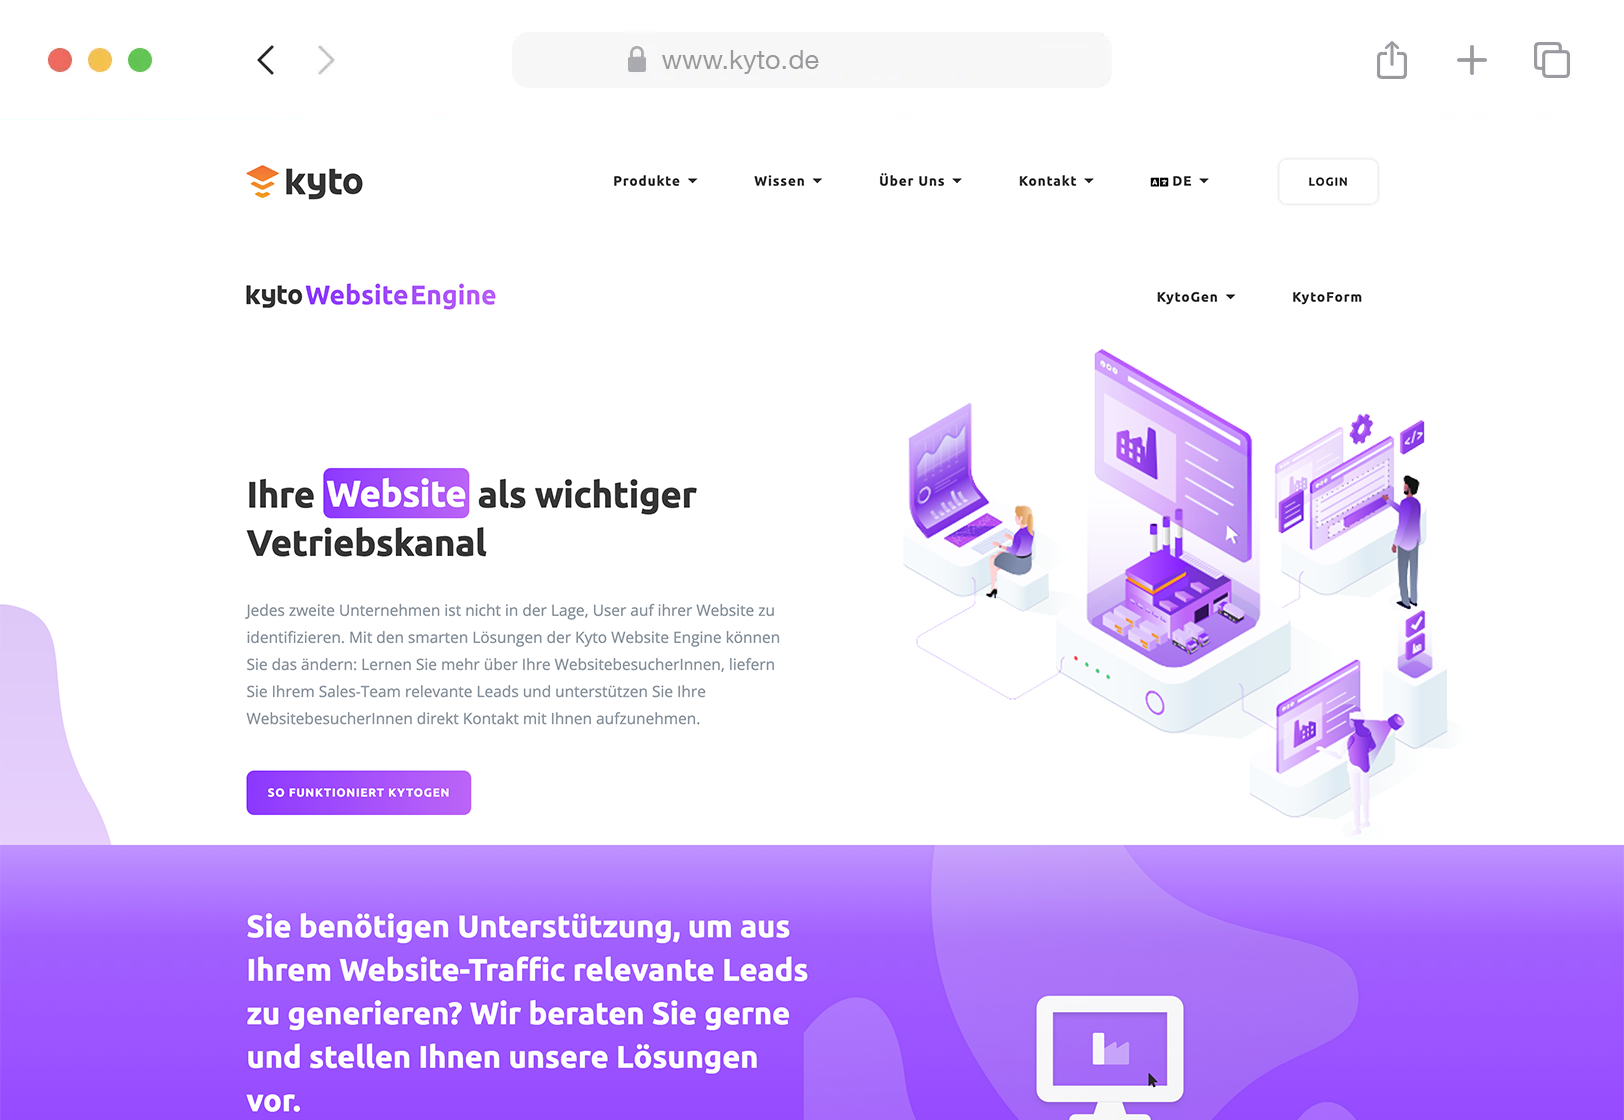 www.kyto.de
kyto
Produkte
Wissen
Über Uns
Kontakt
DE
LOGIN
kyto WebsiteEngine
KytoGen
KytoForm
Ihre Website als wichtiger
Vetriebskanal
Jedes zweite Unternehmen ist nicht in der Lage, User auf ihrer Website zu
identifizieren. Mit den smarten Lösungen der Kyto Website Engine können
Sie das ändern: Lernen Sie mehr über Ihre WebsitebesucherInnen, liefern
Sie Ihrem Sales-Team relevante Leads und unterstützen Sie Ihre
WebsitebesucherInnen direkt Kontakt mit Ihnen aufzunehmen.
SO FUNKTIONIERT KYTOGEN
</>
Sie benötigen Unterstützung, um aus
Ihrem Website-Traffic relevante Leads
zu generieren? Wir beraten Sie gerne
und stellen Ihnen unsere Lösungen
vor.